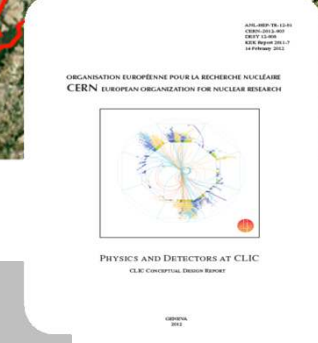 ANL-HEP-TR-12-01
CERN-2012-003
DESY 12-008
KEK Report 2011-7
14 February 2012
ORGANISATION EUROPÉENNE POUR LA RECHERCHE NUCLÉAIRE
CERN EUROPEAN ORGANIZATION FOR NUCLEAR RESEARCH
PHYSICS AND DETECTORS AT CLIC
CLIC CONCEPTUAL DESIGN REPORT
GENEVA
2012